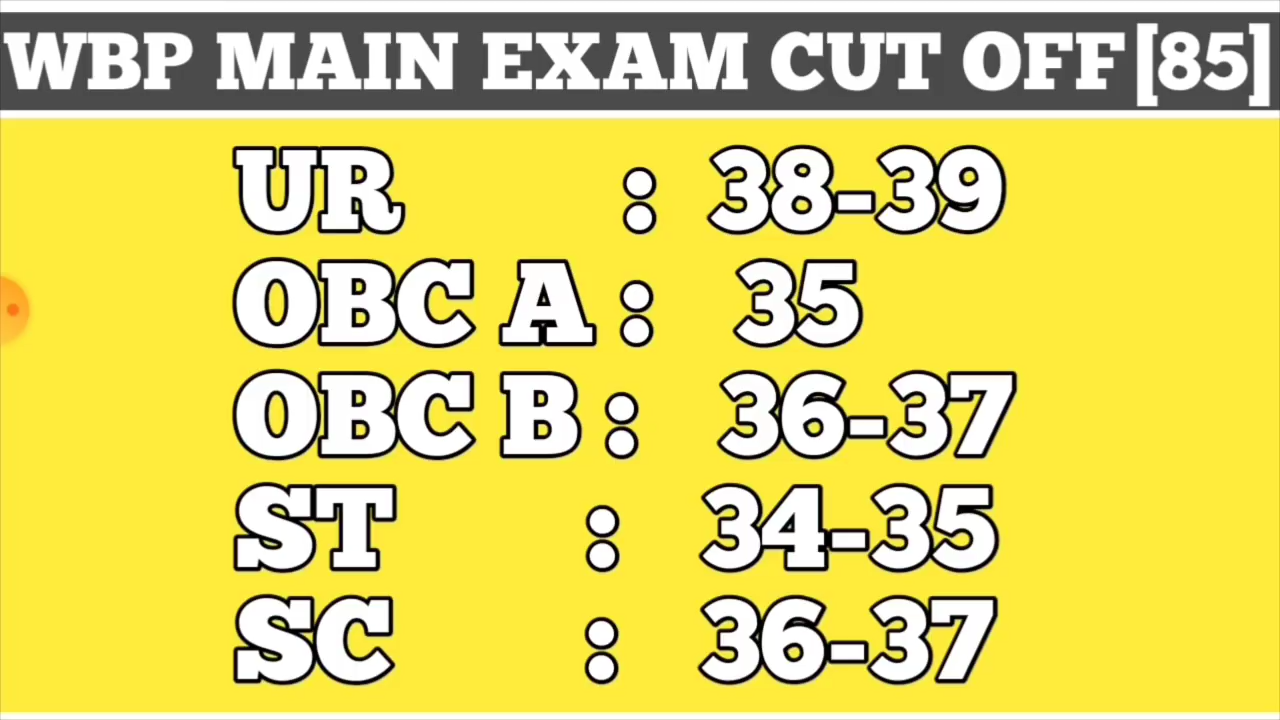 WBP MAIN EXAM CUT OFF [85]
UR : 38-39
OBC A : 35
OBC B : 36-37
ST : 34-35
SC : 36-37